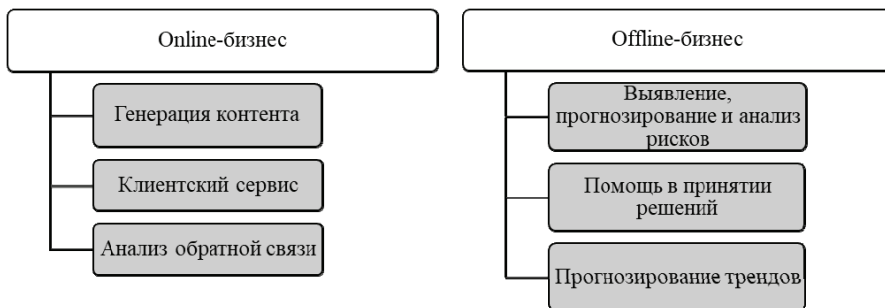 Online-бизнес
Генерация контента
Клиентский сервис
Анализ обратной связи
Offline-бизнес
Выявление,
прогнозирование и анализ
рисков
Помощь в принятии
решений
Прогнозирование трендов